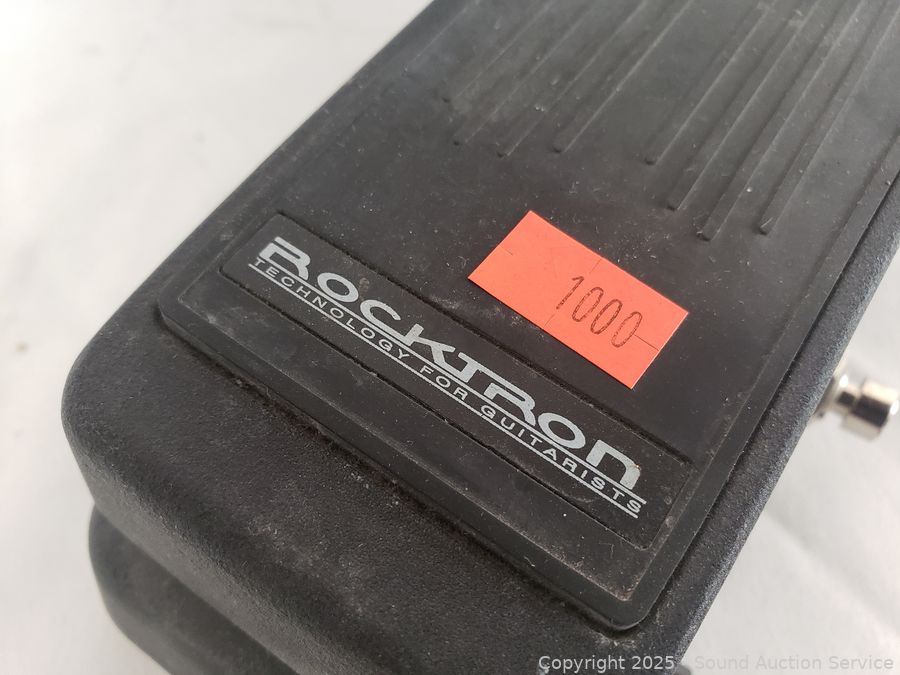 1000
ROCKTRON
TECHNOLOGY FOR GUITARISTS
Copyright 2025 - Sound Auction Service